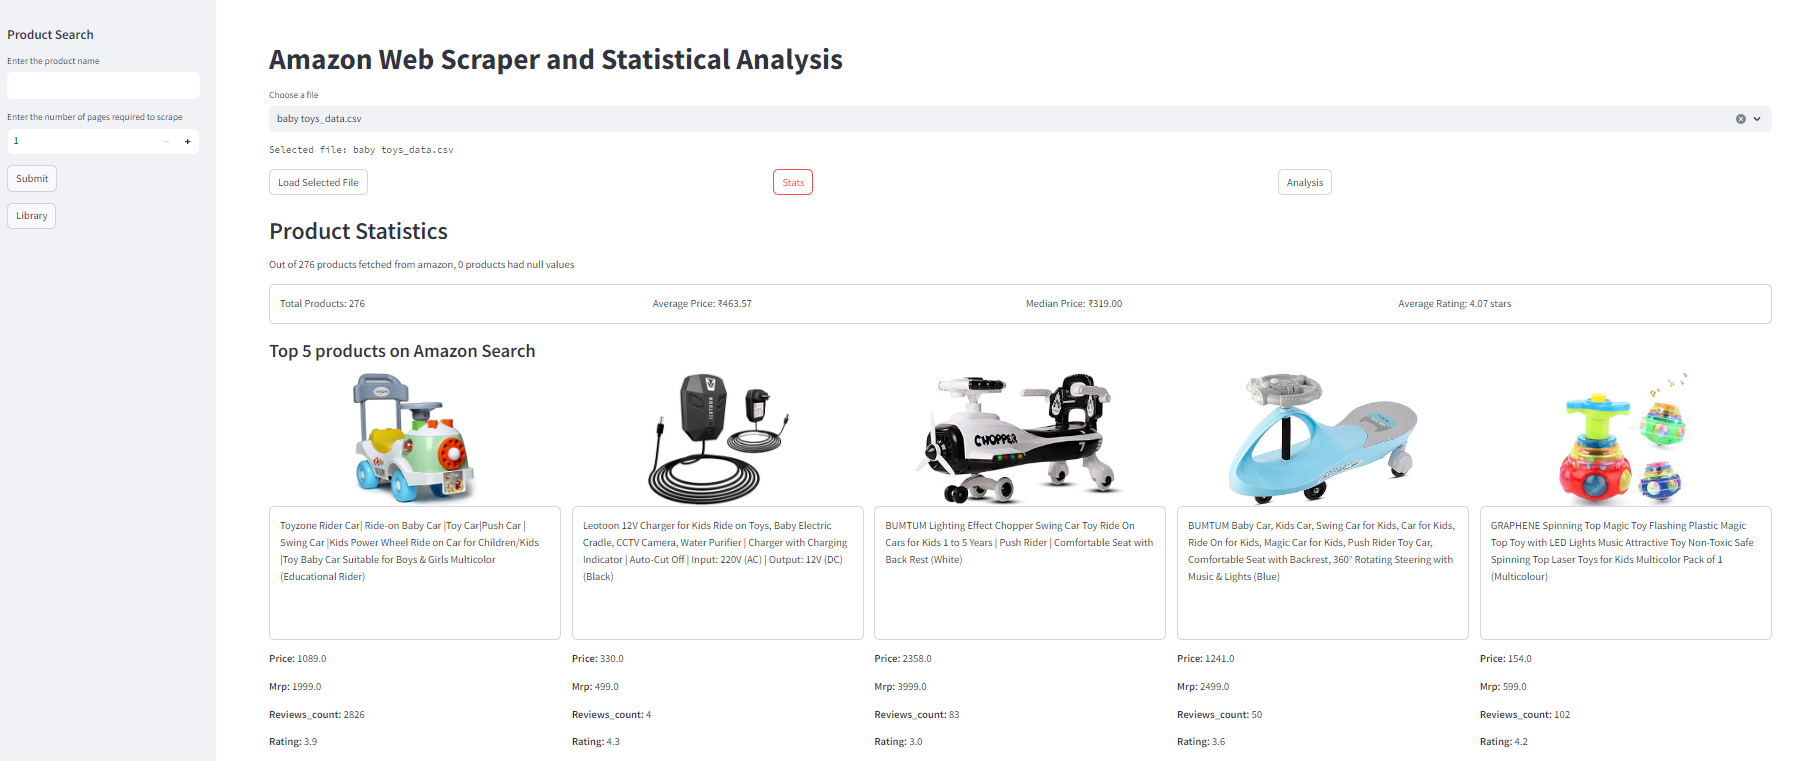 Product Search
Enter the product name
Enter the number of pages required to scrape
1
Submit
Library
Amazon Web Scraper and Statistical Analysis
Choose a file
baby toys_data.csv
Selected file: baby toys_data.csv
Load Selected File
Stats
Analysis
Product Statistics
Out of 276 products fetched from amazon, 0 products had null values
Total Products: 276
Average Price: ₹463.57
Median Price: ₹319.00
Average Rating: 4.07 stars
Top 5 products on Amazon Search
CHOPPER
7
Toyzone Rider Car| Ride-on Baby Car |Toy Car|Push Car |
Swing Car |Kids Power Wheel Ride on Car for Children/Kids
|Toy Baby Car Suitable for Boys & Girls Multicolor
(Educational Rider)
Price: 1089.0
Mrp: 1999.0
Reviews_count: 2826
Rating: 3.9
Leotoon 12V Charger for Kids Ride on Toys, Baby Electric
Cradle, CCTV Camera, Water Purifier | Charger with Charging
Indicator | Auto-Cut Off | Input: 220V (AC) | Output: 12V (DC)
(Black)
Price: 330.0
Mrp: 499.0
Reviews_count: 4
Rating: 4.3
BUMTUM Lighting Effect Chopper Swing Car Toy Ride On
Cars for Kids 1 to 5 Years | Push Rider | Comfortable Seat with
Back Rest (White)
Price: 2358.0
Mrp: 3999.0
Reviews_count: 83
Rating: 3.0
BUMTUM Baby Car, Kids Car, Swing Car for Kids, Car for Kids,
Ride On for Kids, Magic Car for Kids, Push Rider Toy Car,
Comfortable Seat with Backrest, 360° Rotating Steering with
Music & Lights (Blue)
Price: 1241.0
Mrp: 2499.0
Reviews_count: 50
Rating: 3.6
GRAPHENE Spinning Top Magic Toy Flashing Plastic Magic
Top Toy with LED Lights Music Attractive Toy Non-Toxic Safe
Spinning Top Laser Toys for Kids Multicolor Pack of 1
(Multicolour)
Price: 154.0
Mrp: 599.0
Reviews_count: 102
Rating: 4.2